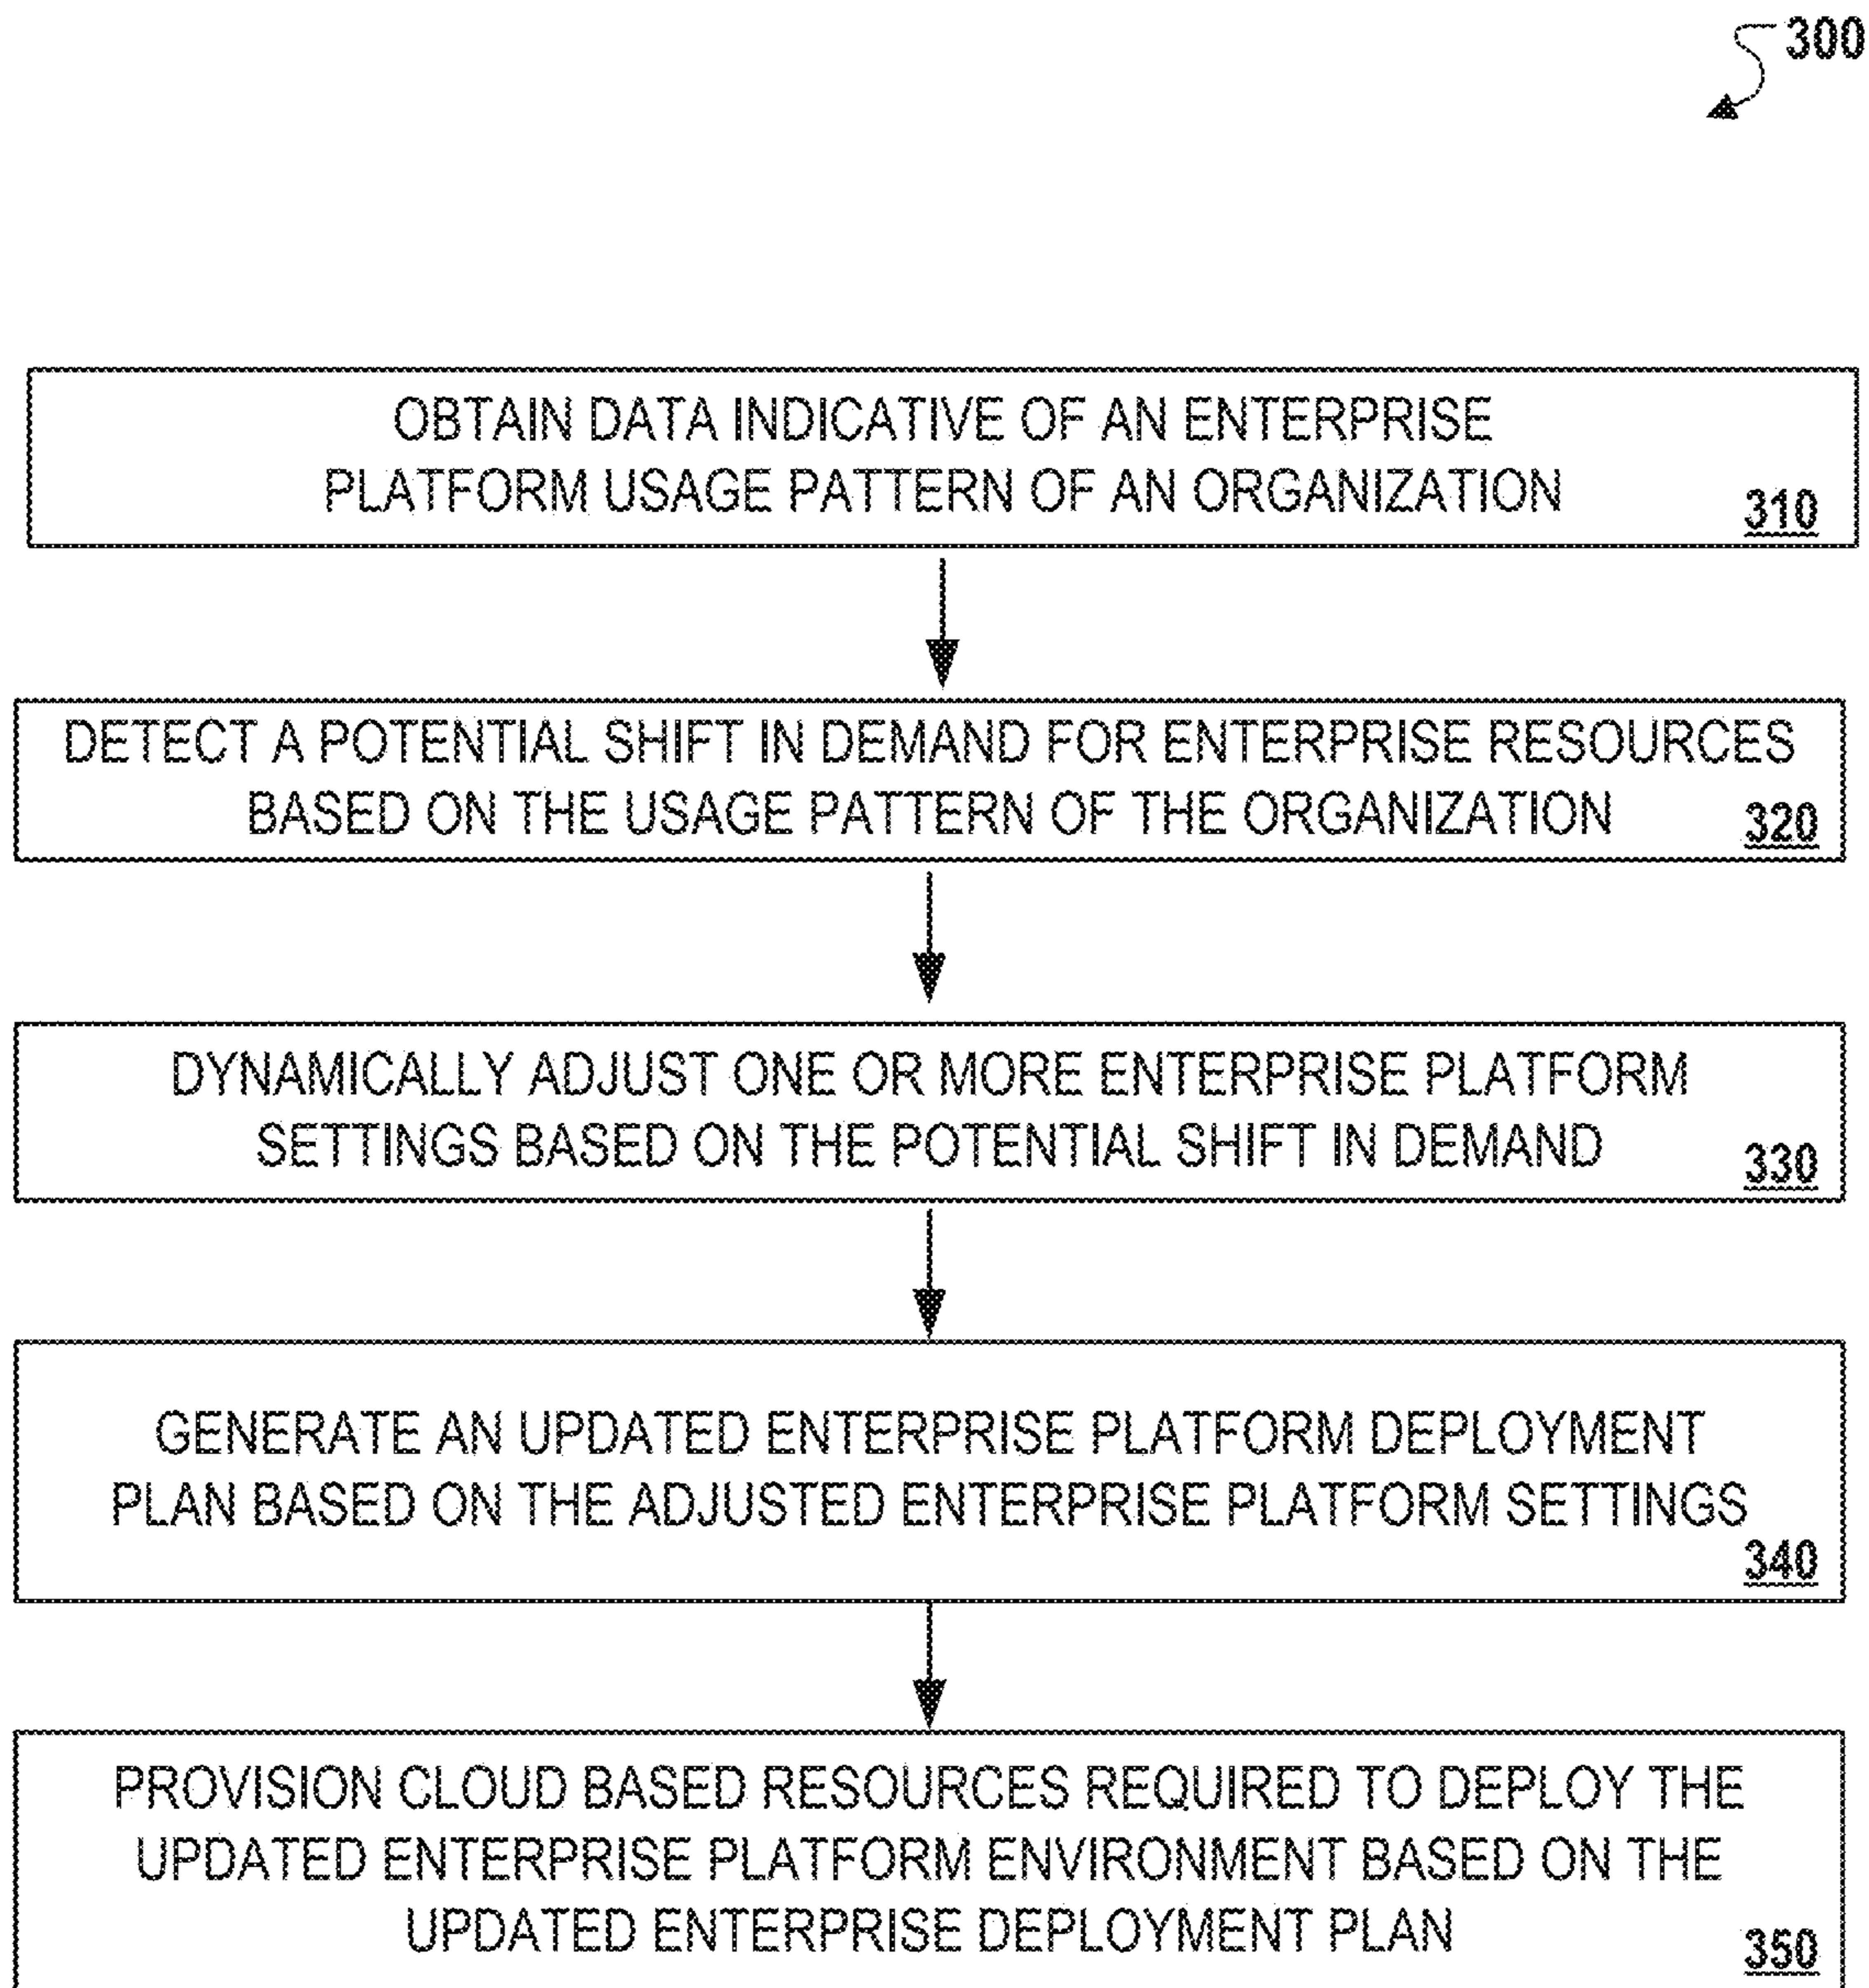 300
OBTAIN DATA INDICATIVE OF AN ENTERPRISE
PLATFORM USAGE PATTERN OF AN ORGANIZATION
310
DETECT A POTENTIAL SHIFT IN DEMAND FOR ENTERPRISE RESOURCES
BASED ON THE USAGE PATTERN OF THE ORGANIZATION
320
DYNAMICALLY ADJUST ONE OR MORE ENTERPRISE PLATFORM
SETTINGS BASED ON THE POTENTIAL SHIFT IN DEMAND
330
GENERATE AN UPDATED ENTERPRISE PLATFORM DEPLOYMENT
PLAN BASED ON THE ADJUSTED ENTERPRISE PLATFORM SETTINGS
340
PROVISION CLOUD BASED RESOURCES REQUIRED TO DEPLOY THE
UPDATED ENTERPRISE PLATFORM ENVIRONMENT BASED ON THE
UPDATED ENTERPRISE DEPLOYMENT PLAN
350